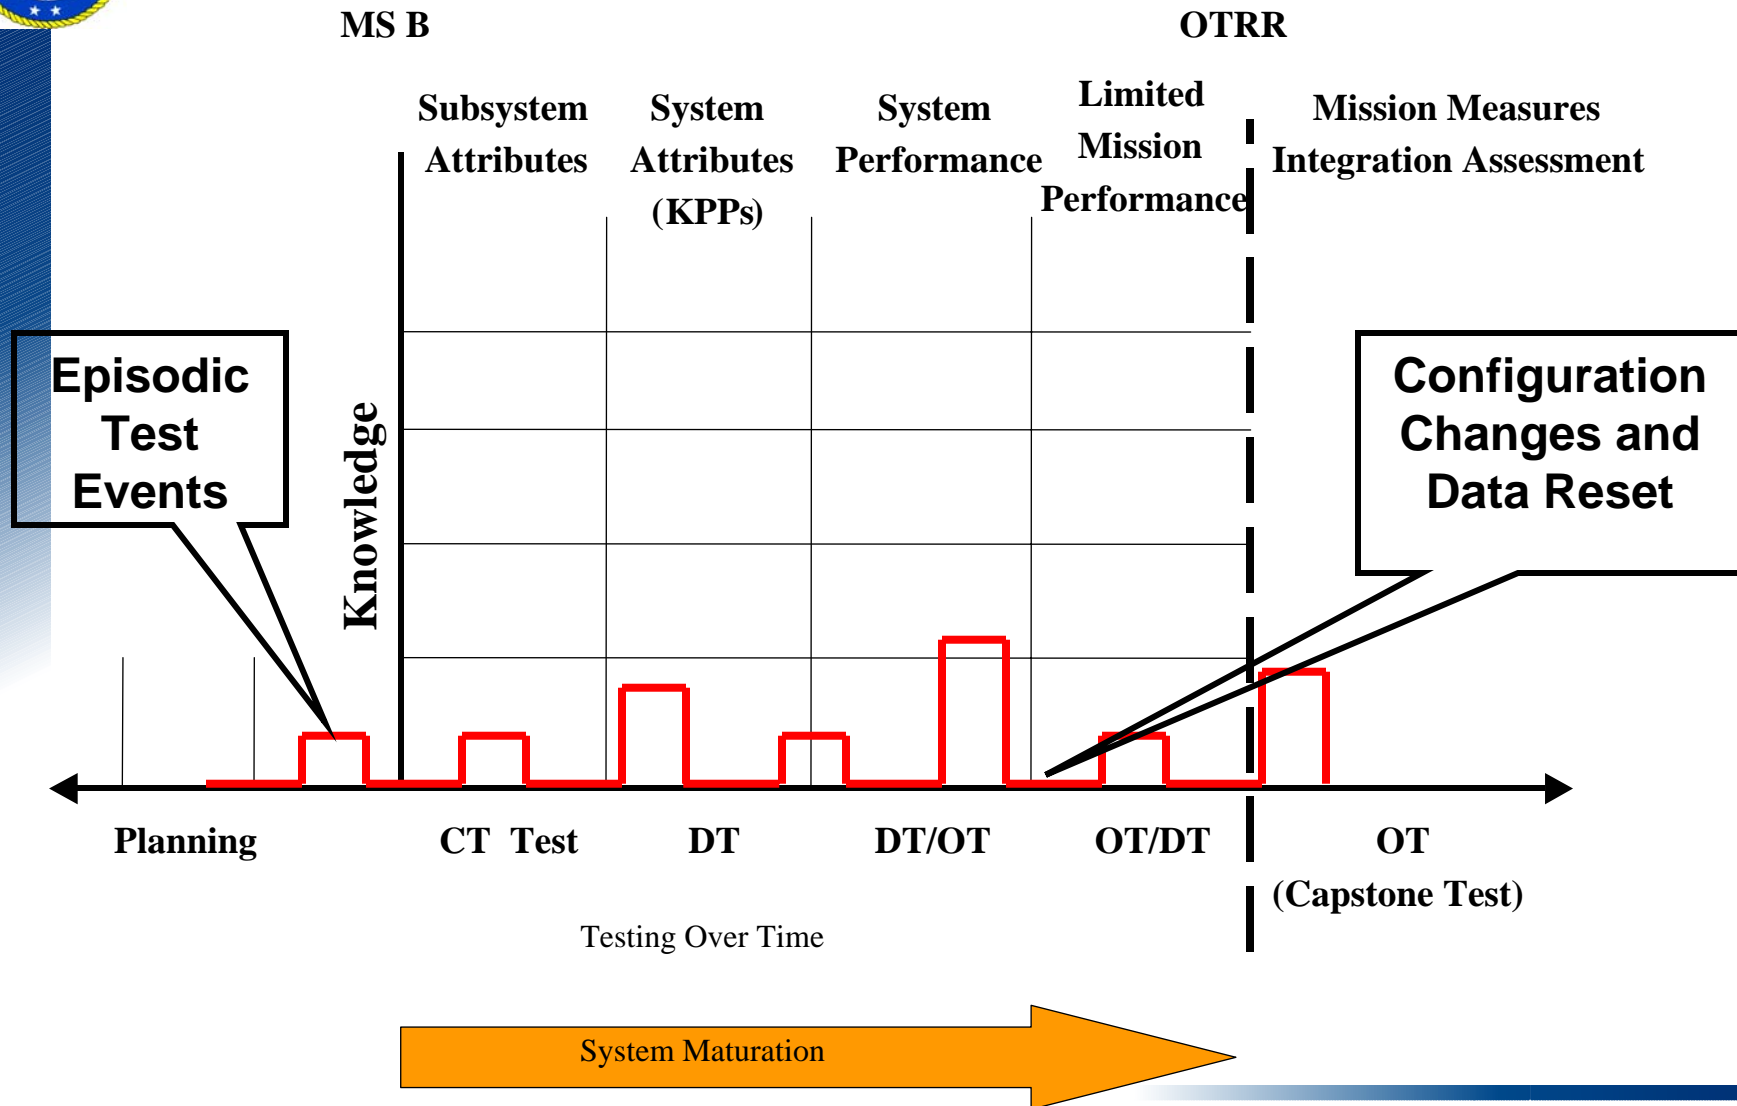 MS B
OTRR
Subsystem
Attributes
System
Attributes
(KPPs)
System
Performance
Limited
Mission
Performance
Mission Measures
Integration Assessment
Episodic
Test
Events
Knowledge
Configuration
Changes and
Data Reset
Planning
CT Test
DT
DT/OT
OT/DT
OT
(Capstone Test)
Testing Over Time
System Maturation